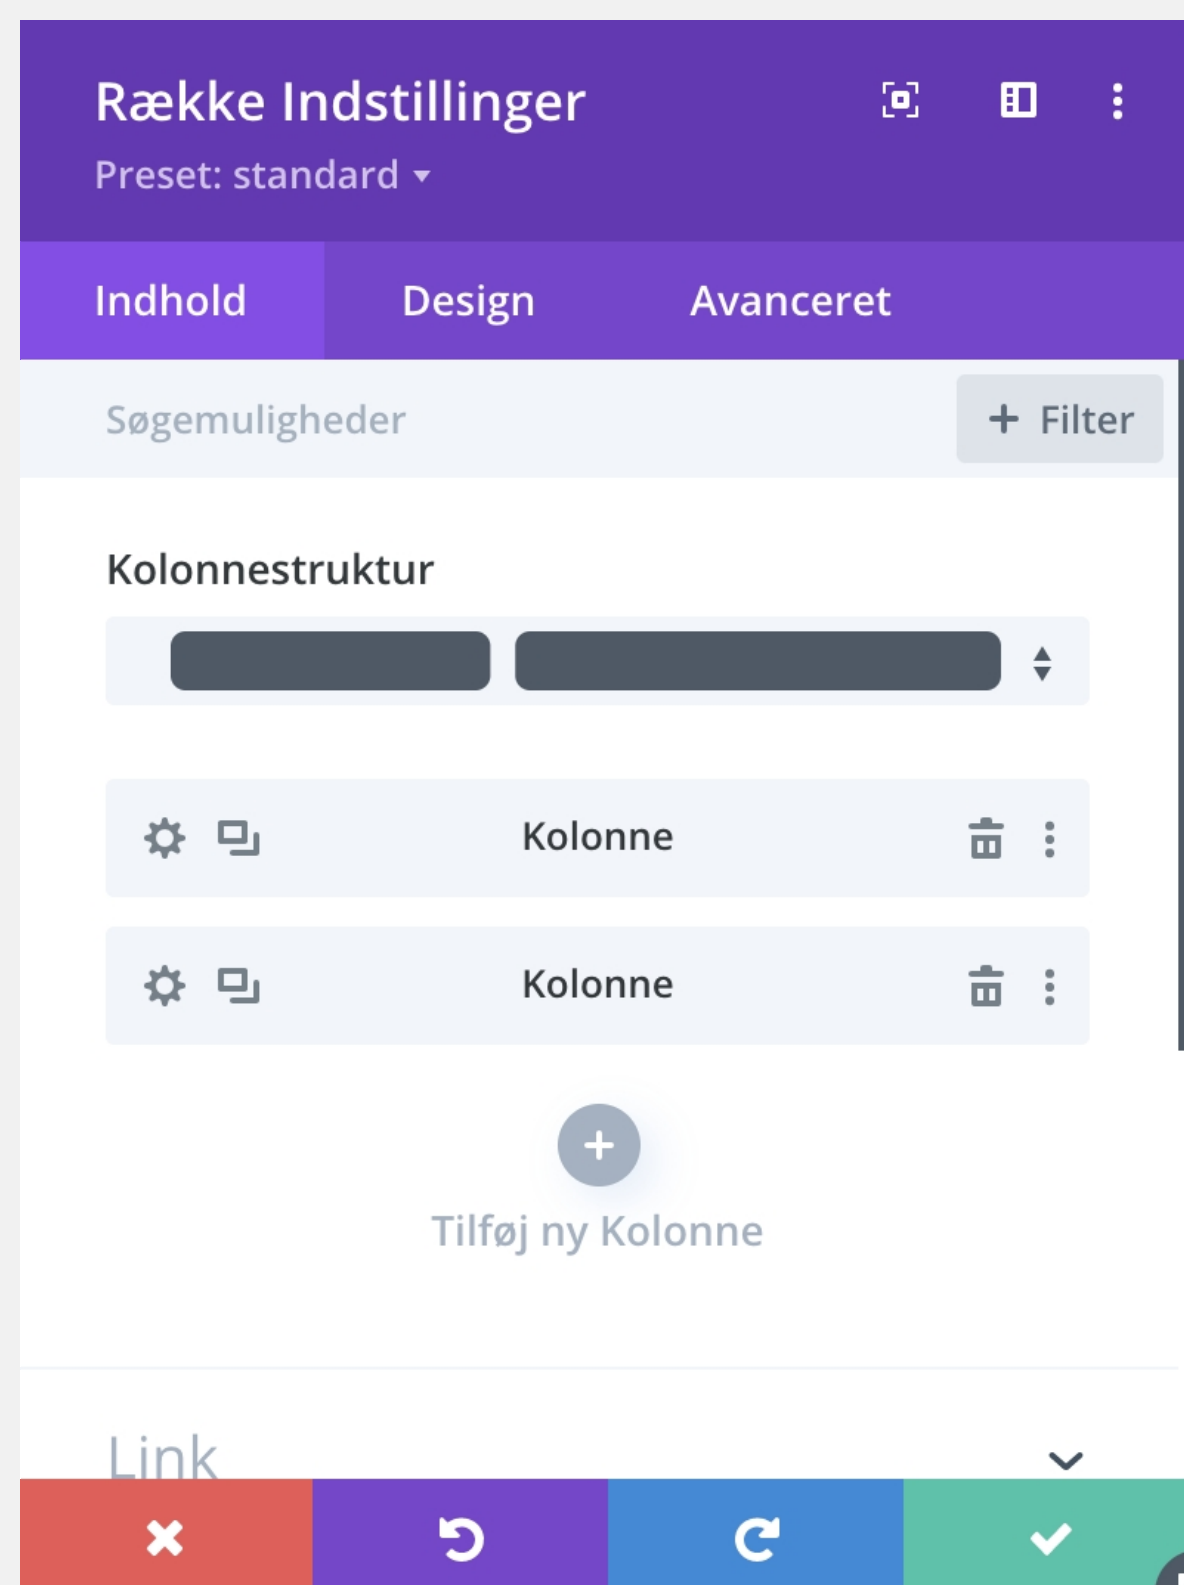 Række Indstillinger
Preset: standard
Indhold Design Avanceret
Søgemuligheder + Filter
Kolonnestruktur
Kolonne
Kolonne
Tilføj ny Kolonne
Link